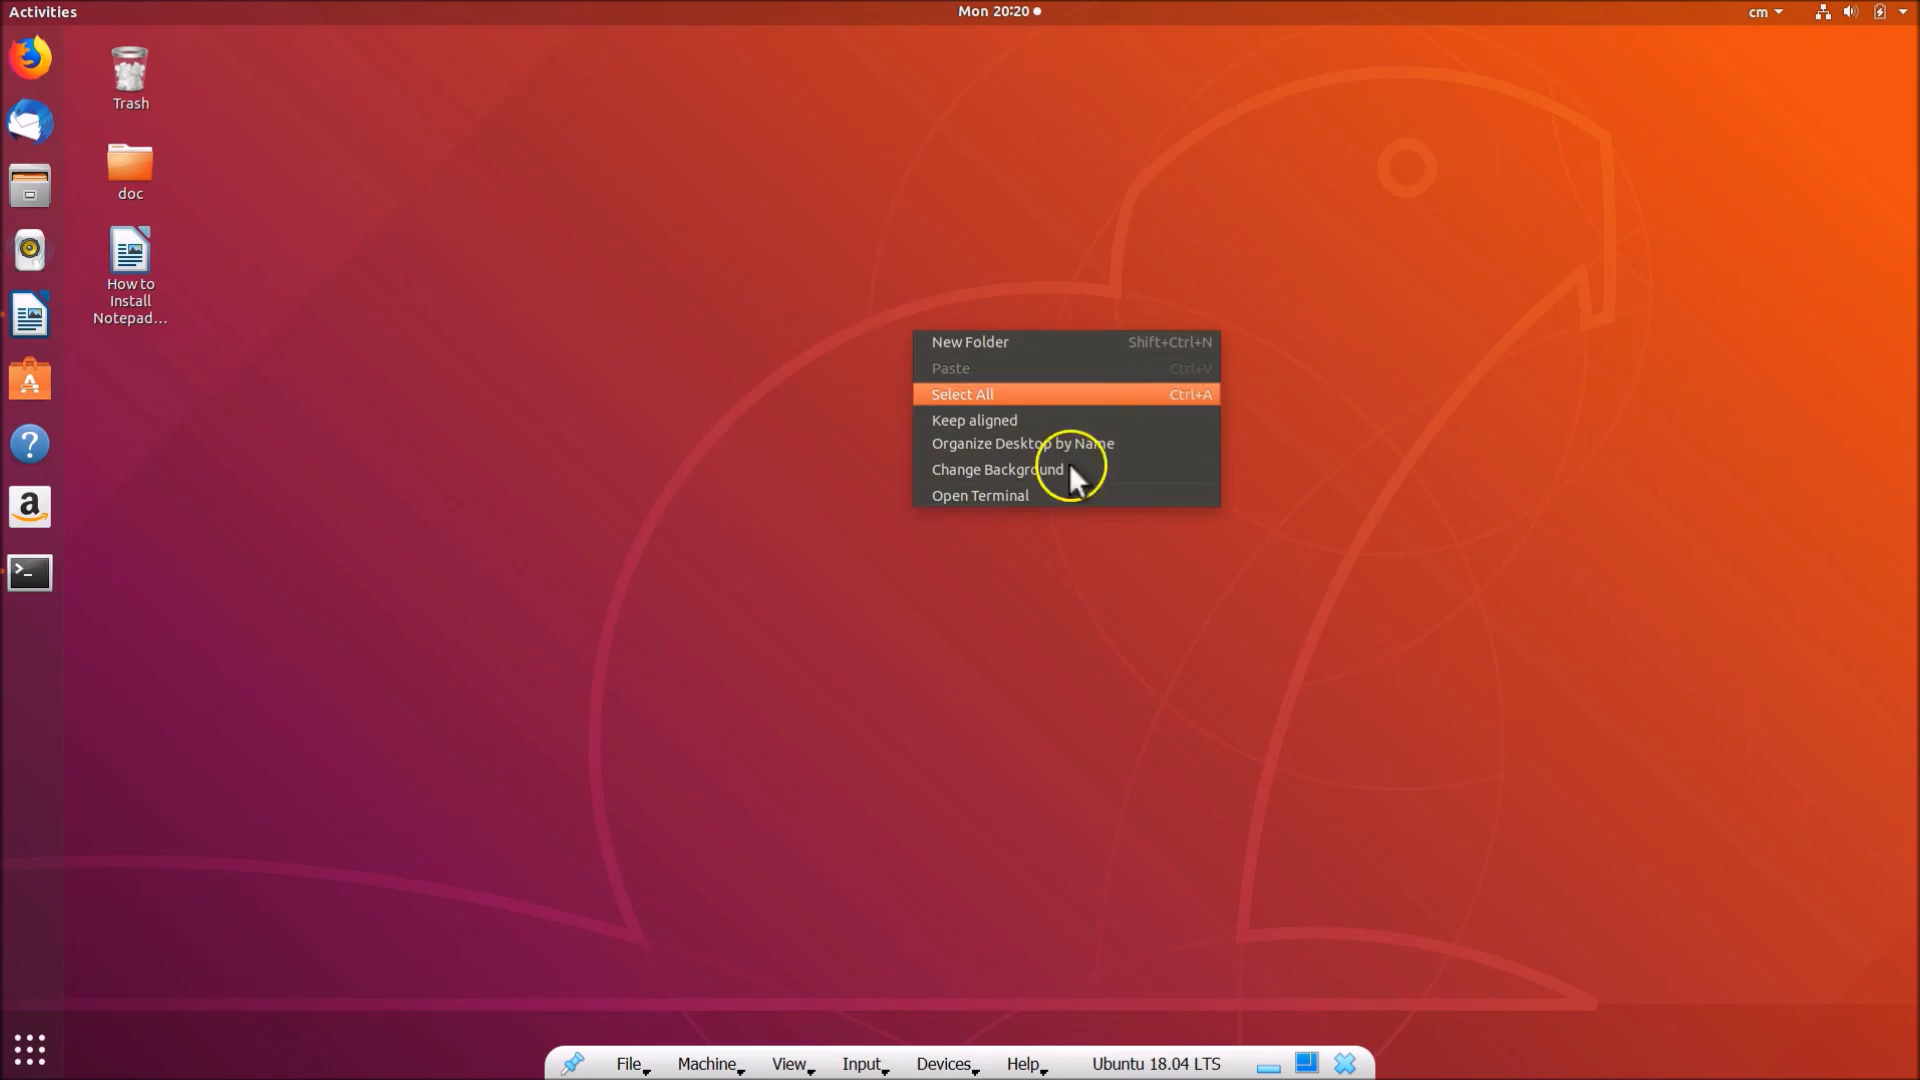 Activities
Mon 20:20
cm
Trash
doc
How to
Install
Notepad...
New Folder Shift+Ctrl+N
Paste Ctrl+V
Select All Ctrl+A
Keep aligned
Organize Desktop by Name
Change Background
Open Terminal
File Machine View Input Devices Help Ubuntu 18.04 LTS